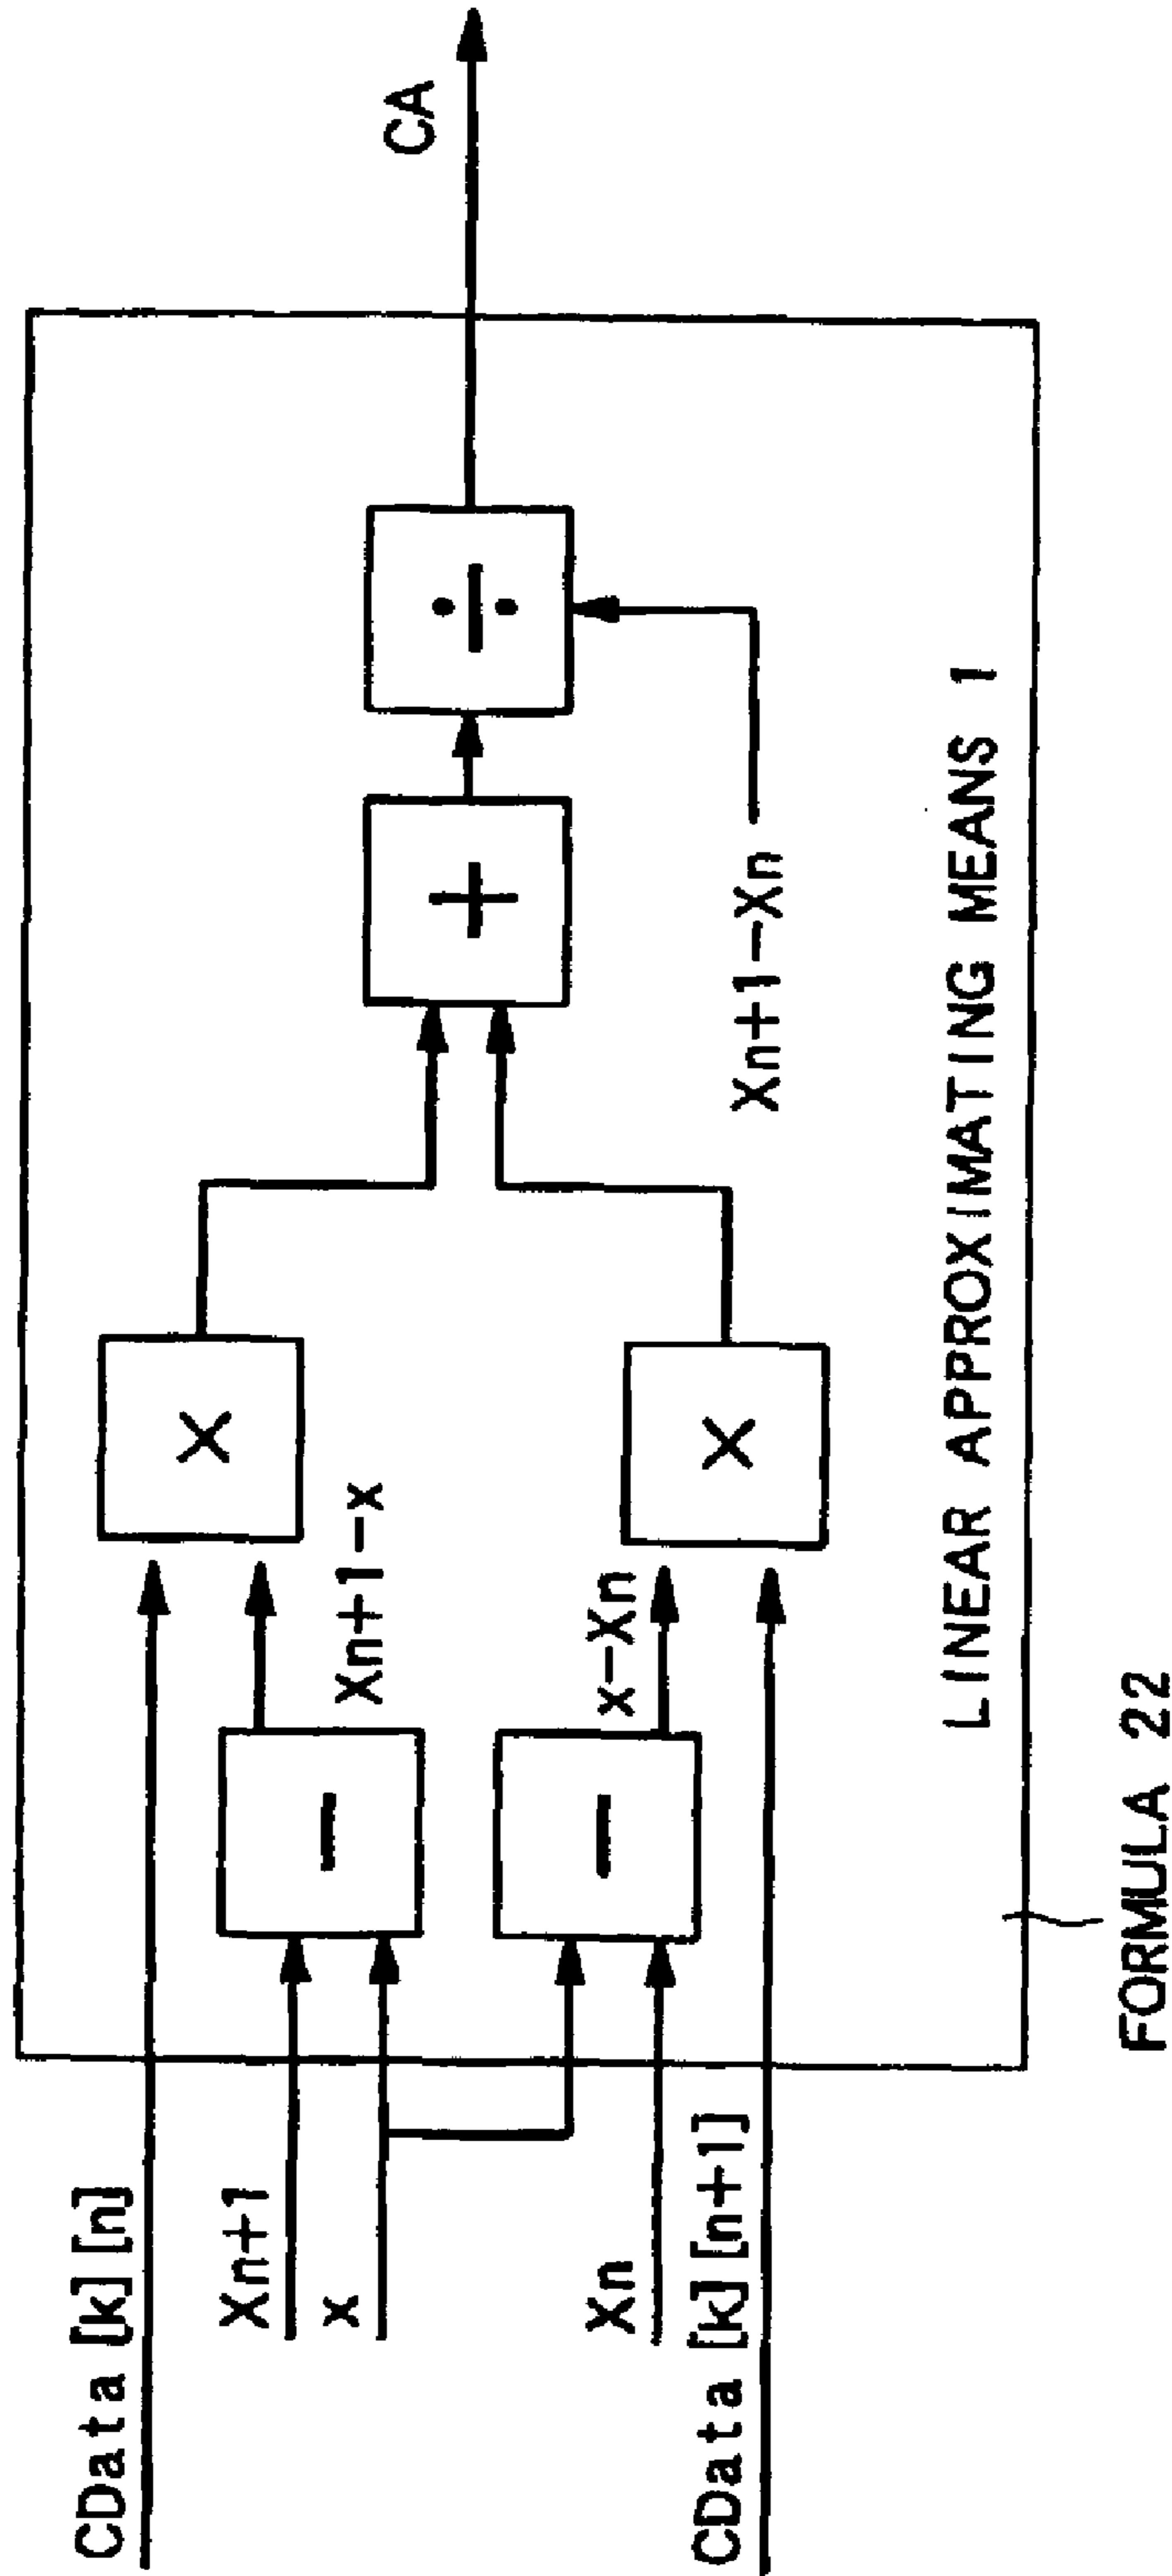 CData [k] [n]
Xn+1
x
Xn
CData [k] [n+1]
−
Xn+1−x
−
x−Xn
×
×
+
÷
Xn+1−Xn
CA
LINEAR APPROXIMATING MEANS 1
FORMULA 22